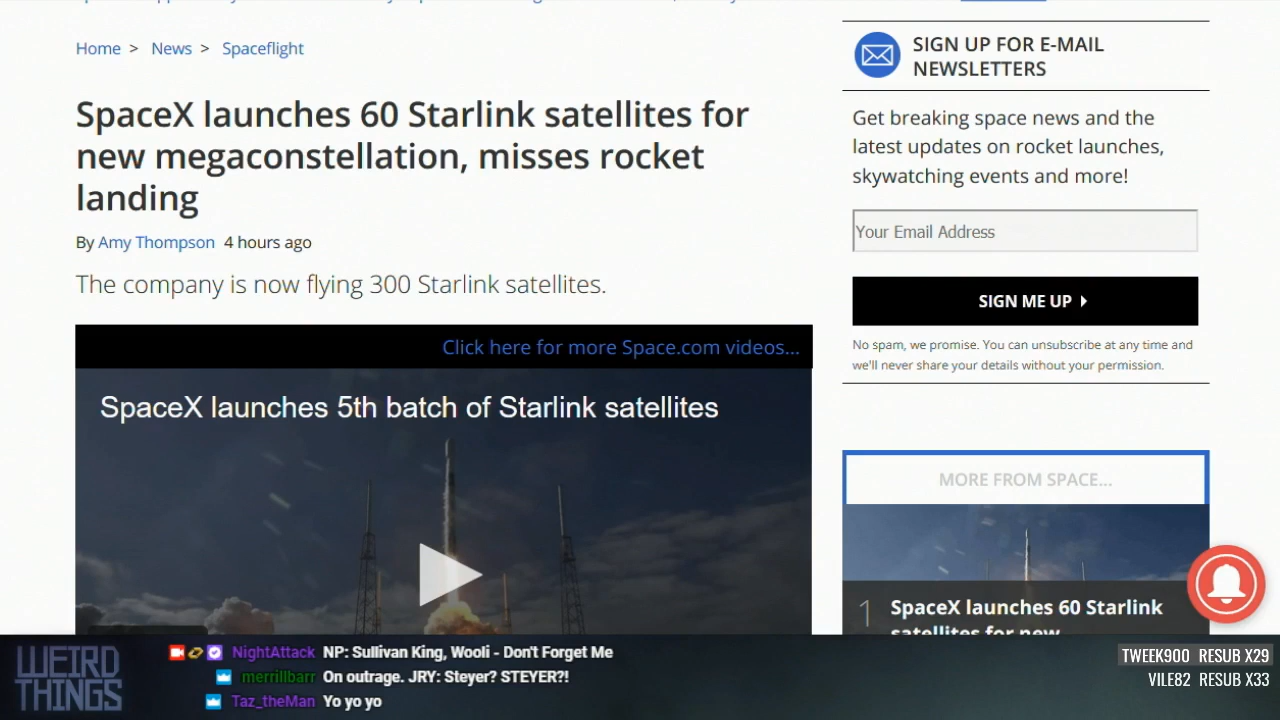 Home > News > Spaceflight
SpaceX launches 60 Starlink satellites for
new megaconstellation, misses rocket
landing
By Amy Thompson 4 hours ago
The company is now flying 300 Starlink satellites.
Click here for more Space.com videos...
SpaceX launches 5th batch of Starlink satellites
SIGN UP FOR E-MAIL
NEWSLETTERS
Get breaking space news and the
latest updates on rocket launches,
skywatching events and more!
Your Email Address
SIGN ME UP
No spam, we promise. You can unsubscribe at any time and
we'll never share your details without your permission.
MORE FROM SPACE...
1 SpaceX launches 60 Starlink
satellites for new
WEIRD
THINGS
NightAttack NP: Sullivan King, Wooli - Don't Forget Me
merrillbarr On outrage. JRY: Steyer? STEYER?!
Taz_theMan Yo yo yo
TWEEK900 RESUB X29
VILE82 RESUB X33